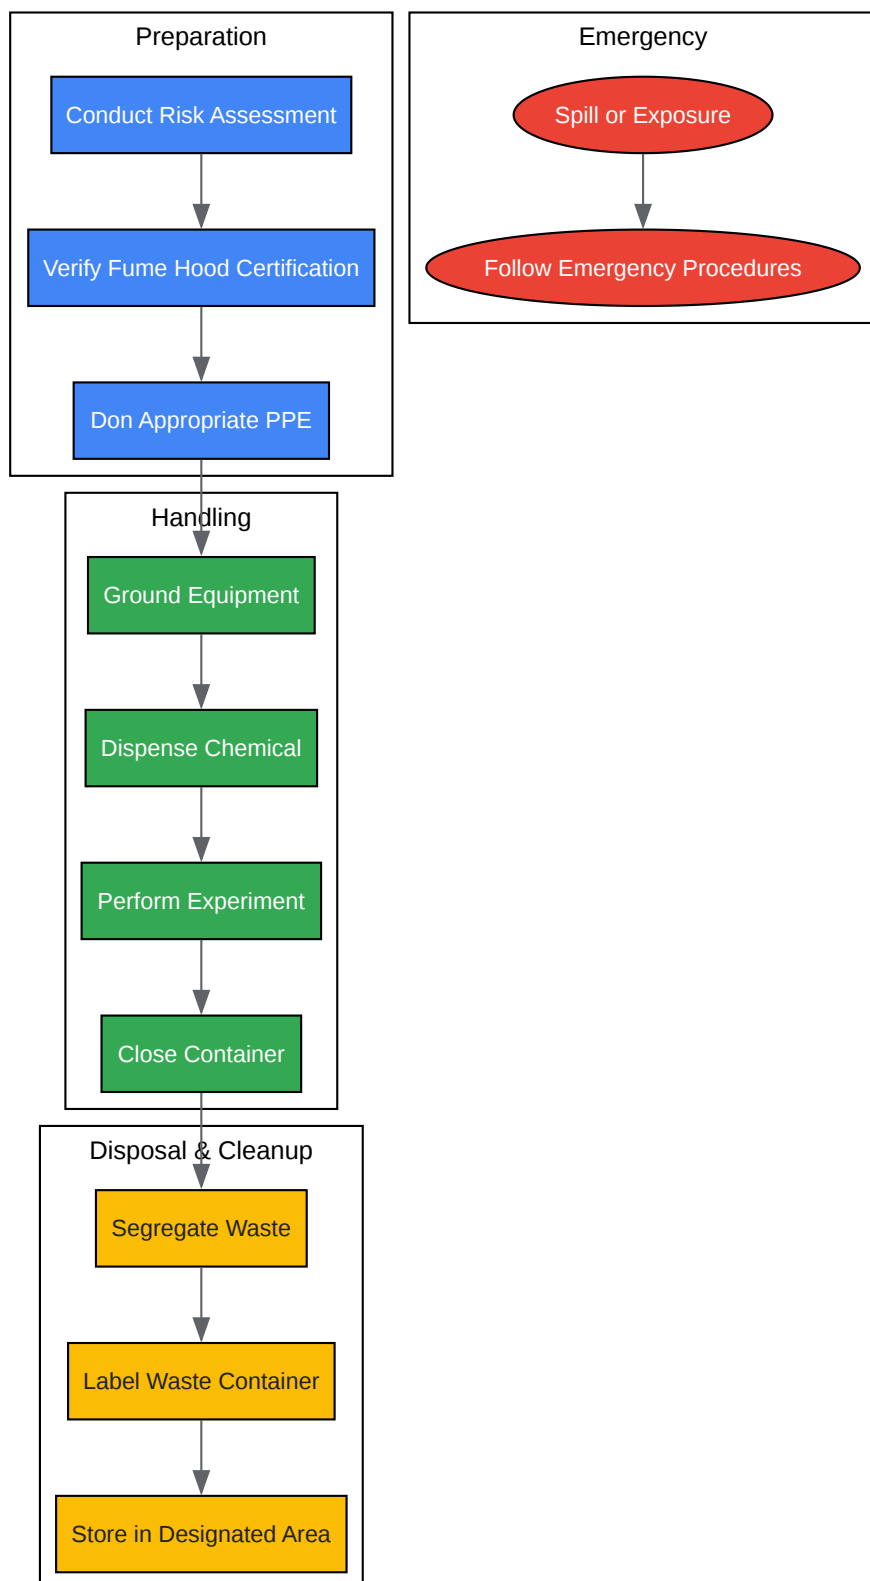 Preparation
Conduct Risk Assessment
Verify Fume Hood Certification
Don Appropriate PPE
Emergency
Spill or Exposure
Follow Emergency Procedures
Handling
Ground Equipment
Dispense Chemical
Perform Experiment
Close Container
Disposal & Cleanup
Segregate Waste
Label Waste Container
Store in Designated Area